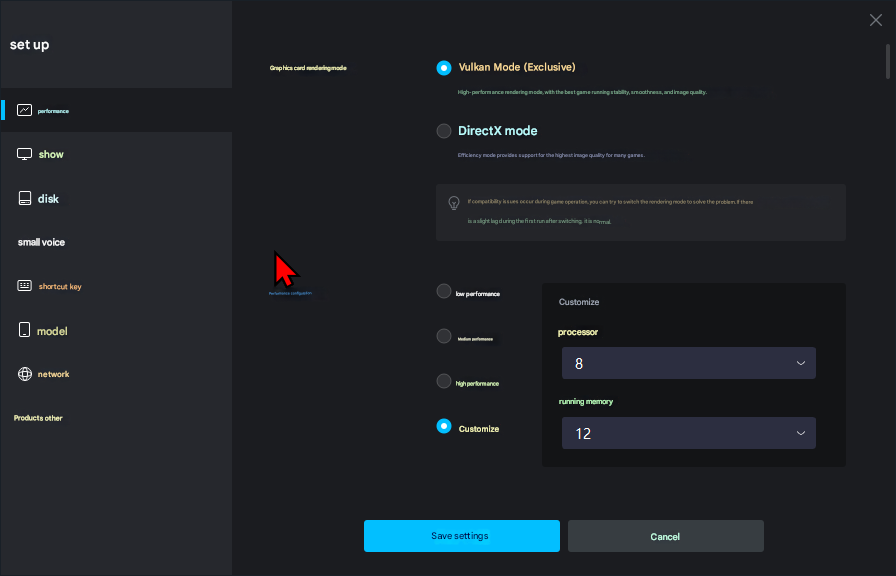 set up
performance
show
disk
small voice
shortcut key
model
network
Products other
Graphics card rendering mode
Vulkan Mode (Exclusive)
High-performance rendering mode, with the best game running stability, smoothness, and image quality.
DirectX mode
Efficiency mode provides support for the highest image quality for many games.
If compatibility issues occur during game operation, you can try to switch the rendering mode to solve the problem. If there
is a slight lag during the first run after switching, it is normal.
Performance configuration
low performance
Medium performance
high performance
Customize
Customize
processor
8
running memory
12
Save settings
Cancel